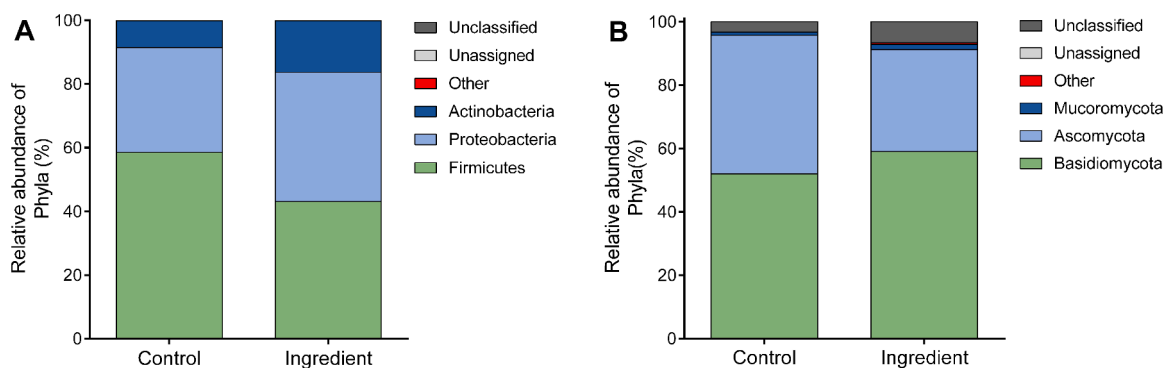 A
Relative abundance of
Phyla (%)
100
80
60
40
20
0
Control
Ingredient
Unclassified
Unassigned
Other
Actinobacteria
Proteobacteria
Firmicutes
B
Relative abundance of
Phyla(%)
100
80
60
40
20
0
Control
Ingredient
Unclassified
Unassigned
Other
Mucoromycota
Ascomycota
Basidiomycota